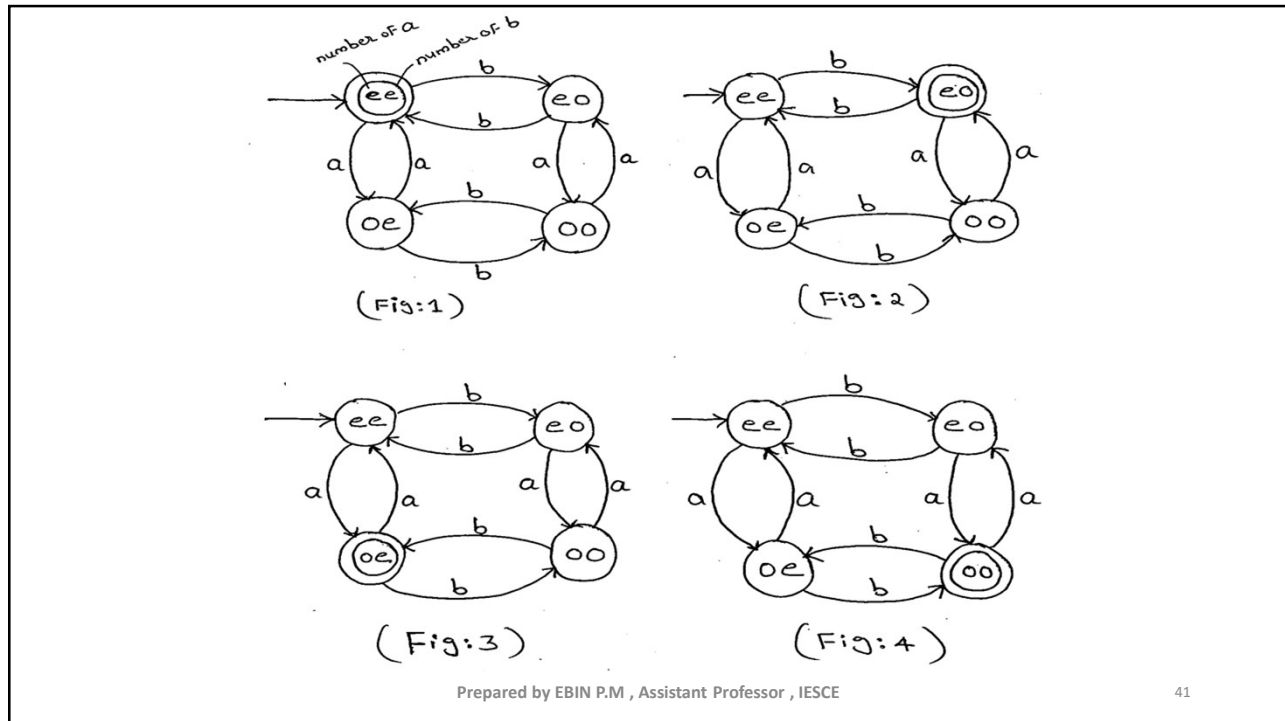 number of a
number of b
ee
b
b
eo
a
a
a
a
b
oe
oo
b
(Fig:1)
ee
b
b
eo
a
a
a
a
b
oe
oo
b
(Fig:2)
ee
b
b
eo
a
a
a
a
b
oe
oo
b
(Fig:3)
ee
b
b
eo
a
a
a
a
b
oe
oo
b
(Fig:4)
Prepared by EBIN P.M , Assistant Professor , IESCE
41